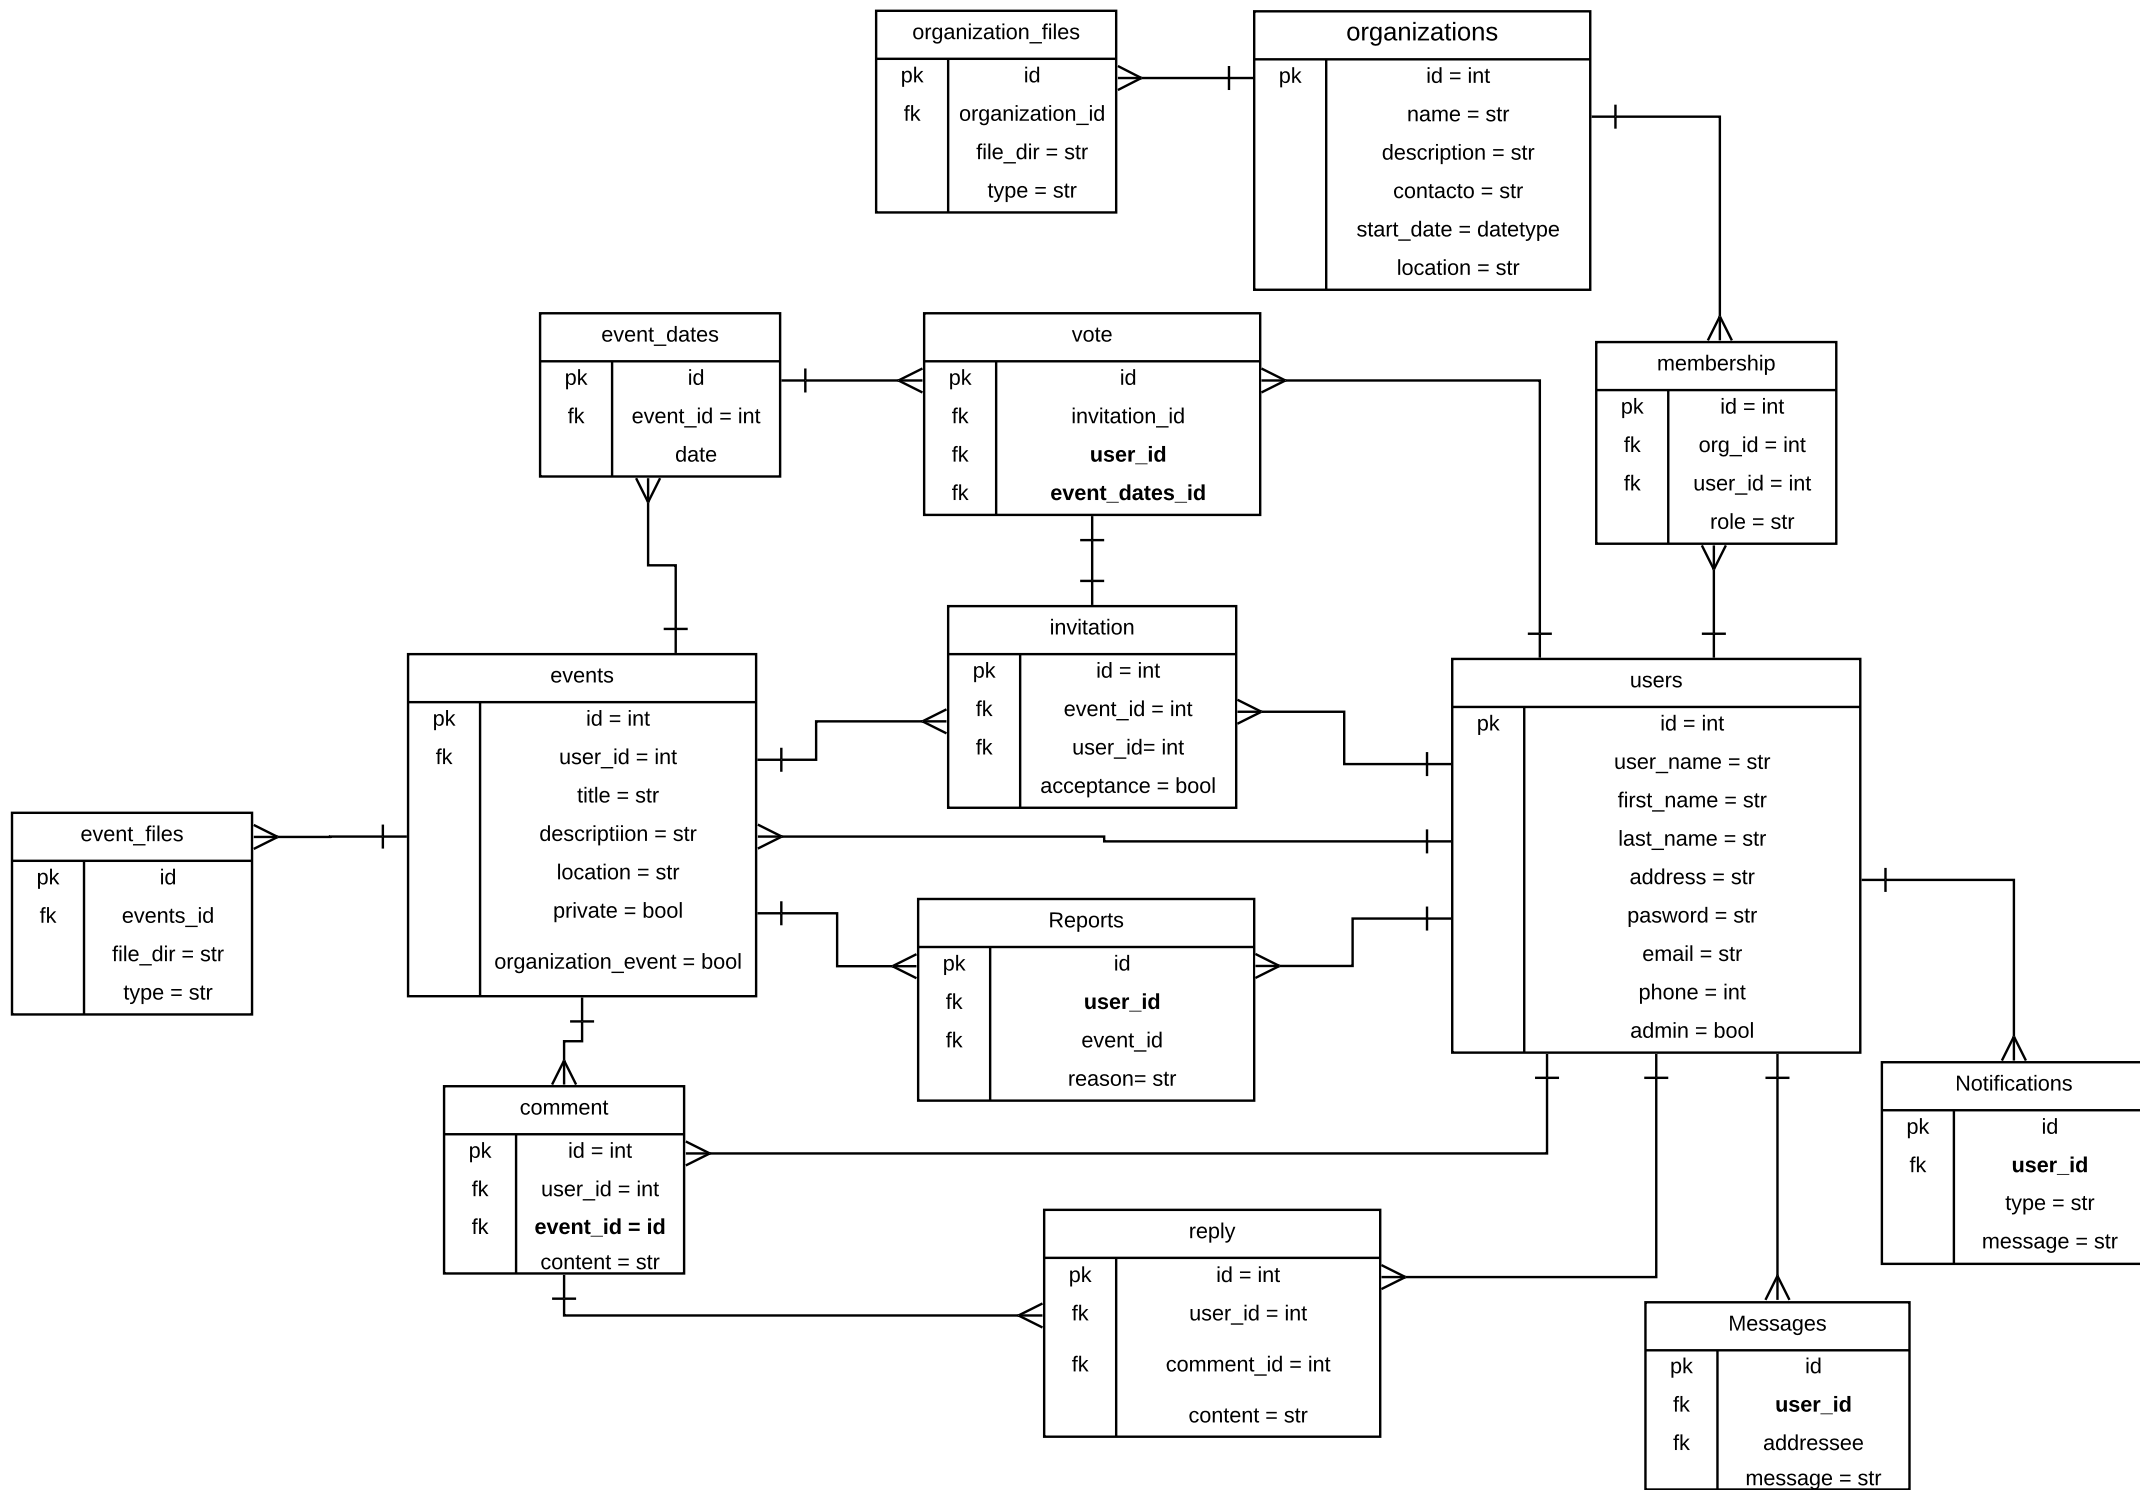 organization_files
pk id
fk organization_id
file_dir = str
type = str
organizations
pk id = int
name = str
description = str
contacto = str
start_date = datetype
location = str
event_dates
pk id
fk event_id = int
date
vote
pk id
fk invitation_id
fk user_id
fk event_dates_id
membership
pk id = int
fk org_id = int
fk user_id = int
role = str
invitation
pk id = int
fk event_id = int
fk user_id= int
acceptance = bool
events
pk id = int
fk user_id = int
title = str
descriptiion = str
location = str
private = bool
organization_event = bool
users
pk id = int
user_name = str
first_name = str
last_name = str
address = str
pasword = str
email = str
phone = int
admin = bool
event_files
pk id
fk events_id
file_dir = str
type = str
Reports
pk id
fk user_id
fk event_id
reason= str
comment
pk id = int
fk user_id = int
fk event_id = id
content = str
Notifications
pk id
fk user_id
type = str
message = str
reply
pk id = int
fk user_id = int
fk comment_id = int
content = str
Messages
pk id
fk user_id
fk addressee
message = str